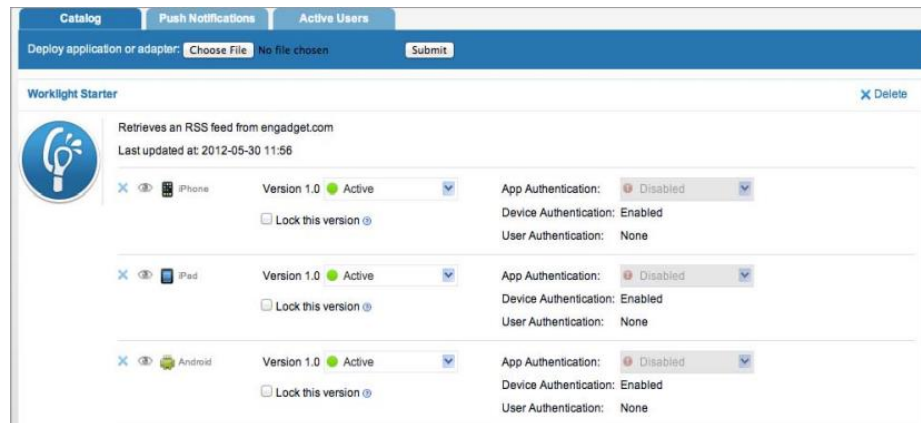 Catalog Push Notifications Active Users
Deploy application or adapter: Choose File No file chosen Submit
Worklight Starter Delete
Retrieves an RSS feed from engadget.com
Last updated at: 2012-05-30 11:56
iPhone Version 1.0 Active App Authentication: Disabled
Lock this version Device Authentication: Enabled
User Authentication: None
iPad Version 1.0 Active App Authentication: Disabled
Lock this version Device Authentication: Enabled
User Authentication: None
Android Version 1.0 Active App Authentication: Disabled
Lock this version Device Authentication: Enabled
User Authentication: None